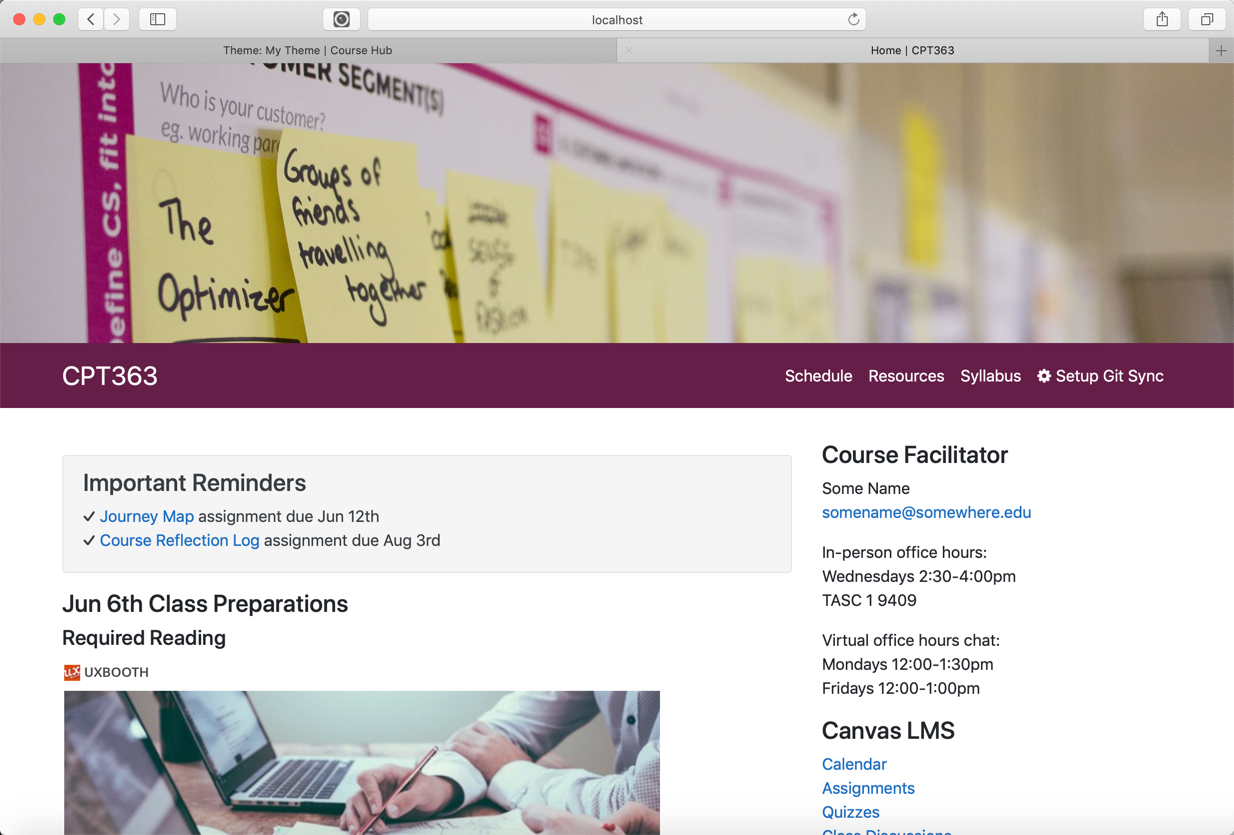 localhost
Theme: My Theme | Course Hub
Home | CPT363
CUSTOMER SEGMENT(S)
Who is your customer?
eg. working
efine CS, fit into
The
Optimizer
Groups of
friends
travelling
together
CPT363
Schedule
Resources
Syllabus
Setup Git Sync
Important Reminders
Journey Map assignment due Jun 12th
Course Reflection Log assignment due Aug 3rd
Jun 6th Class Preparations
Required Reading
UX UXBOOTH
Course Facilitator
Some Name
somename@somewhere.edu
In-person office hours:
Wednesdays 2:30-4:00pm
TASC 1 9409
Virtual office hours chat:
Mondays 12:00-1:30pm
Fridays 12:00-1:00pm
Canvas LMS
Calendar
Assignments
Quizzes
Class Discussions